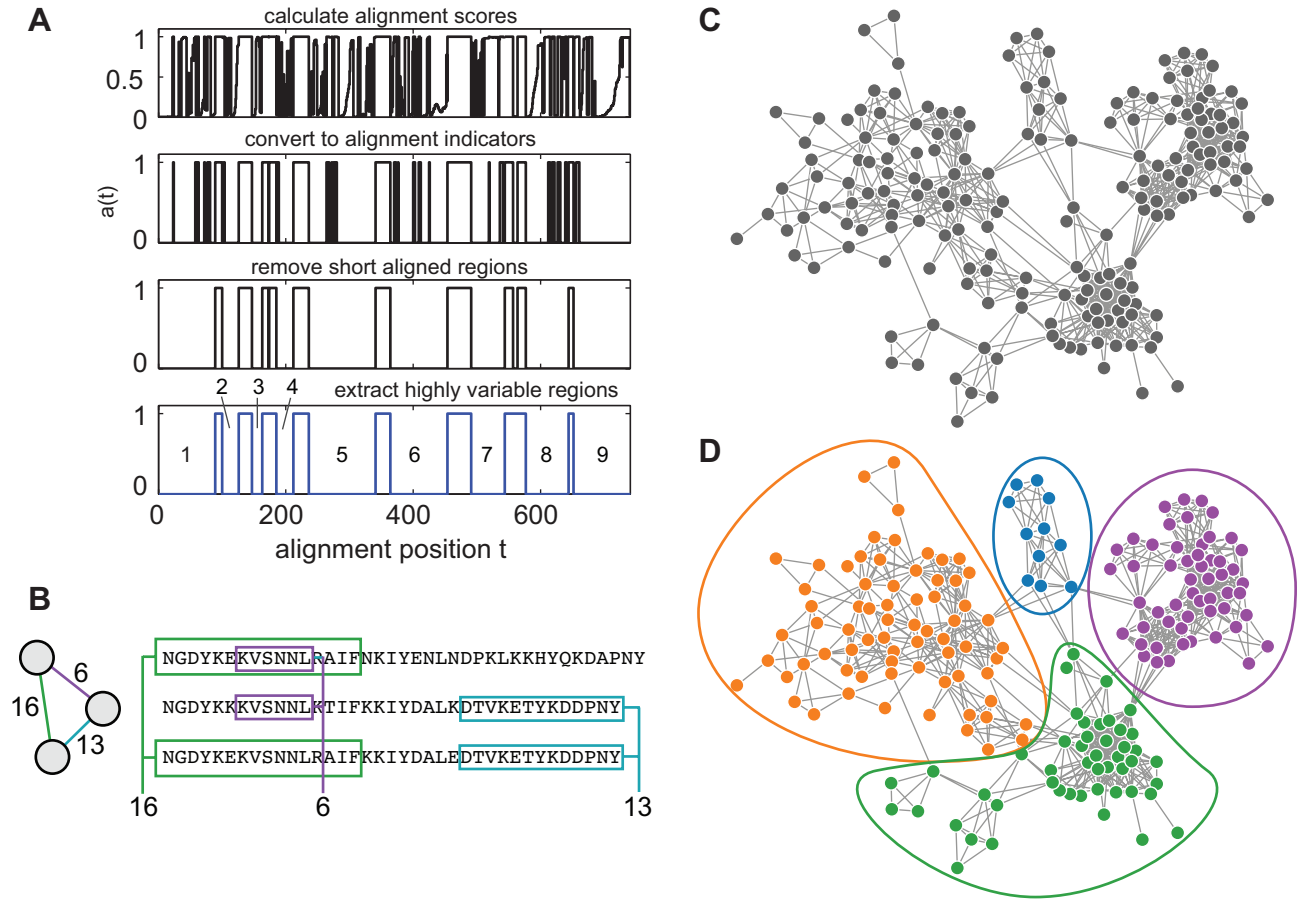 A
calculate alignment scores
1
0.5
0
convert to alignment indicators
1
0
a(t)
remove short aligned regions
1
0
2
3
4
extract highly variable regions
1
0
1
5
6
7
8
9
0
200
400
600
alignment position t
B
6
16
13
NGDYKEKVSNNLRAIFNKIYENLNDPKLKKHYQKDAPNY
NGDYKKKVSNNLKTIFKKIYDALKDTVKETYKDDPNY
NGDYKEKVSNNLRAIFKKIYDALEDTVKETYKDDPNY
16
6
13
C
D